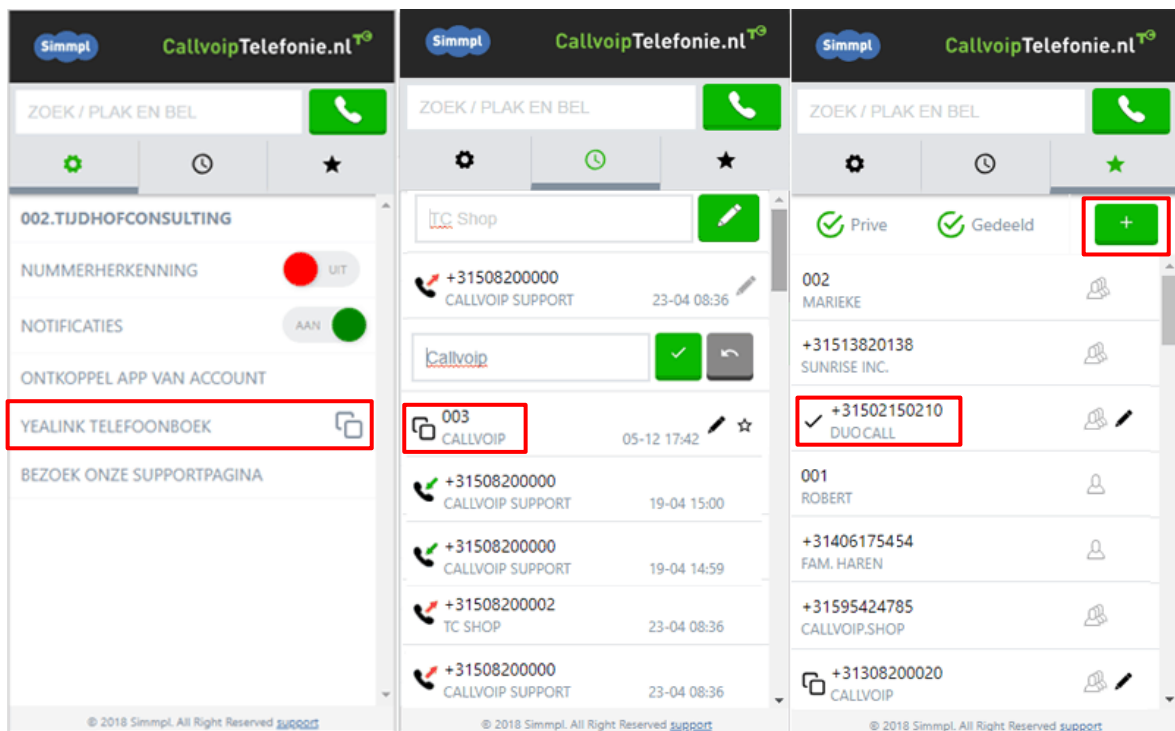 Simmpl
CallvoipTelefonie.nl TC
ZOEK / PLAK EN BEL
002.TIJDHOFCONSULTING
NUMMERHERKENNING UIT
NOTIFICATIES AAN
ONTKOPPEL APP VAN ACCOUNT
YEALINK TELEFOONBOEK
BEZOEK ONZE SUPPORTPAGINA
© 2018 Simmpl. All Right Reserved support
Simmpl
CallvoipTelefonie.nl TC
ZOEK / PLAK EN BEL
TC Shop
+31508200000
CALLVOIP SUPPORT 23-04 08:36
Callvoip
003
CALLVOIP 05-12 17:42
+31508200000
CALLVOIP SUPPORT 19-04 15:00
+31508200000
CALLVOIP SUPPORT 19-04 14:59
+31508200002
TC SHOP 23-04 08:36
+31508200000
CALLVOIP SUPPORT 23-04 08:36
© 2018 Simmpl. All Right Reserved support
Simmpl
CallvoipTelefonie.nl TC
ZOEK / PLAK EN BEL
Prive Gedeeld +
002
MARIEKE
+31513820138
SUNRISE INC.
+31502150210
DUOCALL
001
ROBERT
+31406175454
FAM. HAREN
+31595424785
CALLVOIP.SHOP
+31308200020
CALLVOIP
© 2018 Simmpl. All Right Reserved support